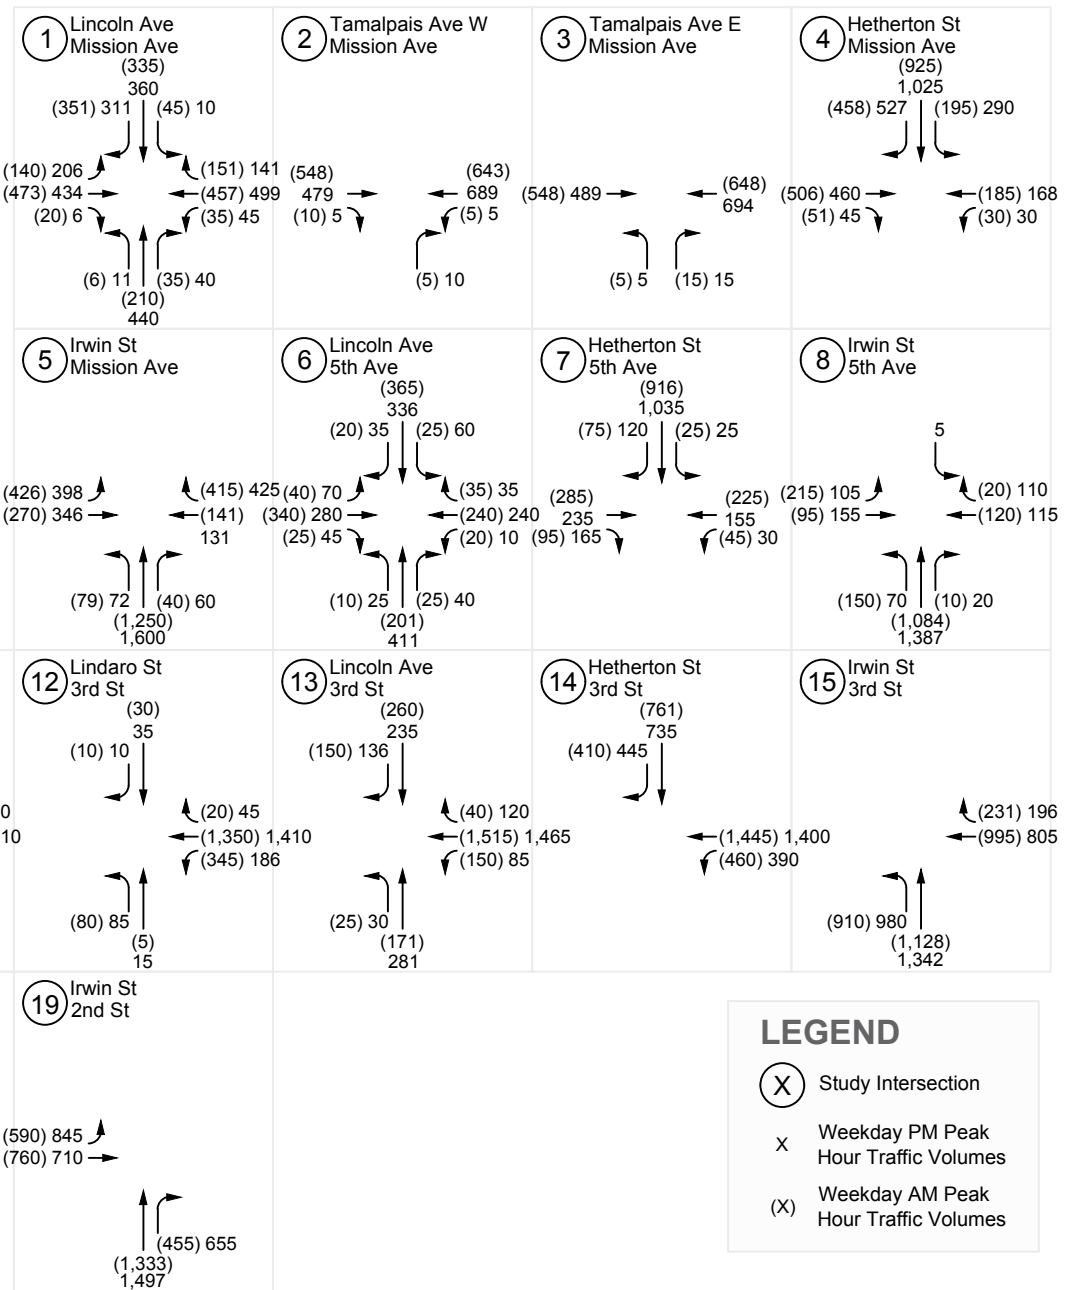 1 Lincoln Ave
Mission Ave
(335)
360
(351) 311 (45) 10
(140) 206 (151) 141
(473) 434 (457) 499
(20) 6 (35) 45
(6) 11 (35) 40
(210)
440
2 Tamalpais Ave W
Mission Ave
(548) (643)
479 689
(10) 5 (5) 5
(5) 10
3 Tamalpais Ave E
Mission Ave
(548) 489 (648)
694
(5) 5 (15) 15
4 Hetherton St
Mission Ave
(925)
1,025
(458) 527 (195) 290
(506) 460 (185) 168
(51) 45 (30) 30
5 Irwin St
Mission Ave
(426) 398 (415) 425
(270) 346 (141)
131
(79) 72 (40) 60
(1,250)
1,600
6 Lincoln Ave
5th Ave
(365)
336
(20) 35 (25) 60
(40) 70 (35) 35
(340) 280 (240) 240
(25) 45 (20) 10
(10) 25 (25) 40
(201)
411
7 Hetherton St
5th Ave
(916)
1,035
(75) 120 (25) 25
(285) (225)
235 155
(95) 165 (45) 30
8 Irwin St
5th Ave
5
(215) 105 (20) 110
(95) 155 (120) 115
(150) 70 (10) 20
(1,084)
1,387
0
10
12 Lindaro St
3rd St
(30)
35
(10) 10
(20) 45
(1,350) 1,410
(345) 186
(80) 85
(5)
15
13 Lincoln Ave
3rd St
(260)
235
(150) 136
(40) 120
(1,515) 1,465
(150) 85
(25) 30
(171)
281
14 Hetherton St
3rd St
(761)
735
(410) 445
(1,445) 1,400
(460) 390
15 Irwin St
3rd St
(231) 196
(995) 805
(910) 980
(1,128)
1,342
19 Irwin St
2nd St
(590) 845
(760) 710
(455) 655
(1,333)
1,497
LEGEND
X Study Intersection
X Weekday PM Peak
Hour Traffic Volumes
(X) Weekday AM Peak
Hour Traffic Volumes